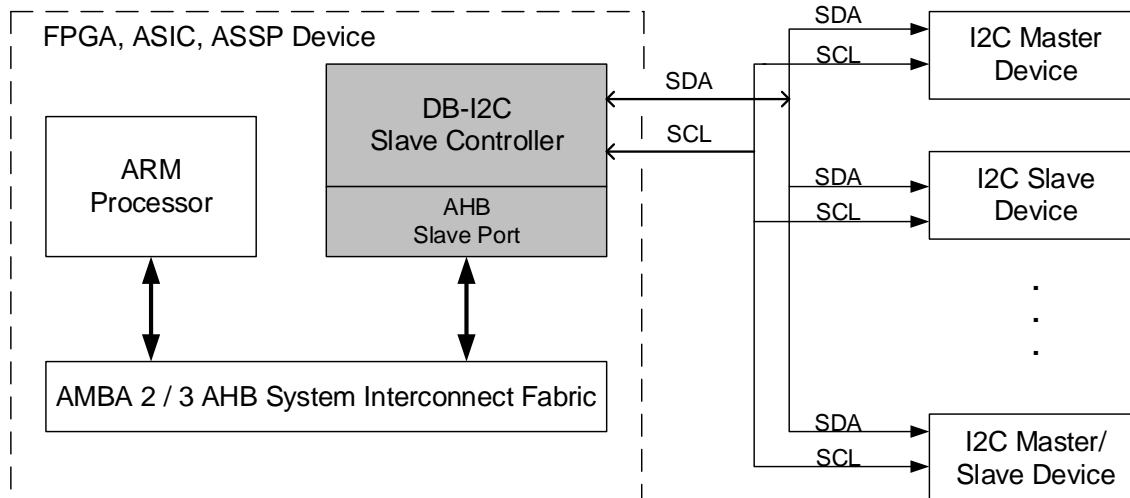 FPGA, ASIC, ASSP Device
ARM
Processor
DB-I2C
Slave Controller
AHB
Slave Port
AMBA 2 / 3 AHB System Interconnect Fabric
SDA
SCL
SDA
SCL
I2C Master
Device
SDA
SCL
I2C Slave
Device
.
.
.
SDA
SCL
I2C Master/
Slave Device